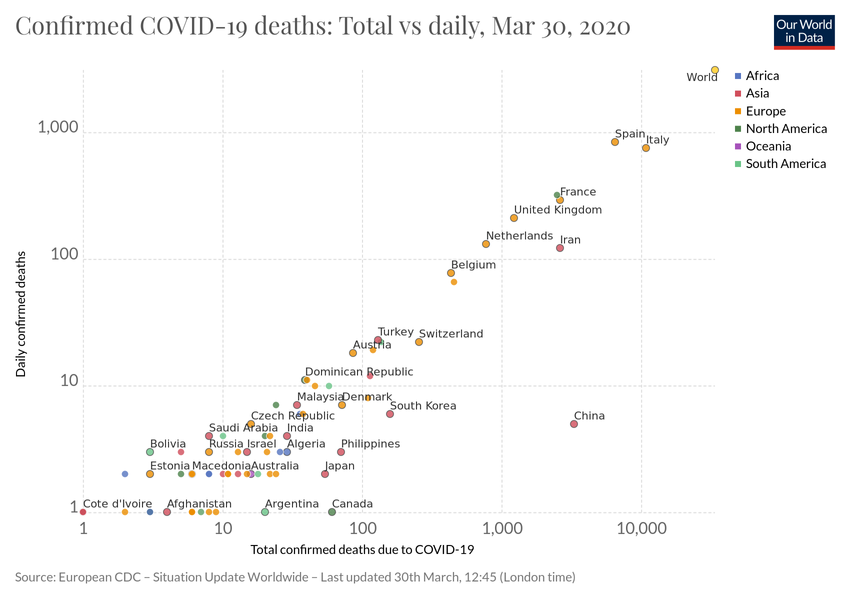 Confirmed COVID-19 deaths: Total vs daily, Mar 30, 2020
Our World
in Data
World
Africa
Asia
Europe
North America
Oceania
South America
1,000
Spain
Italy
France
United Kingdom
Netherlands
Iran
100
Belgium
Daily confirmed deaths
Turkey
Switzerland
Austria
10
Dominican Republic
Malaysia
Denmark
South Korea
Czech Republic
China
Saudi Arabia
India
Bolivia
Russia
Israel
Algeria
Philippines
Estonia
Macedonia
Australia
Japan
1
Cote d'Ivoire
Afghanistan
Argentina
Canada
1
10
100
1,000
10,000
Total confirmed deaths due to COVID-19
Source: European CDC – Situation Update Worldwide – Last updated 30th March, 12:45 (London time)